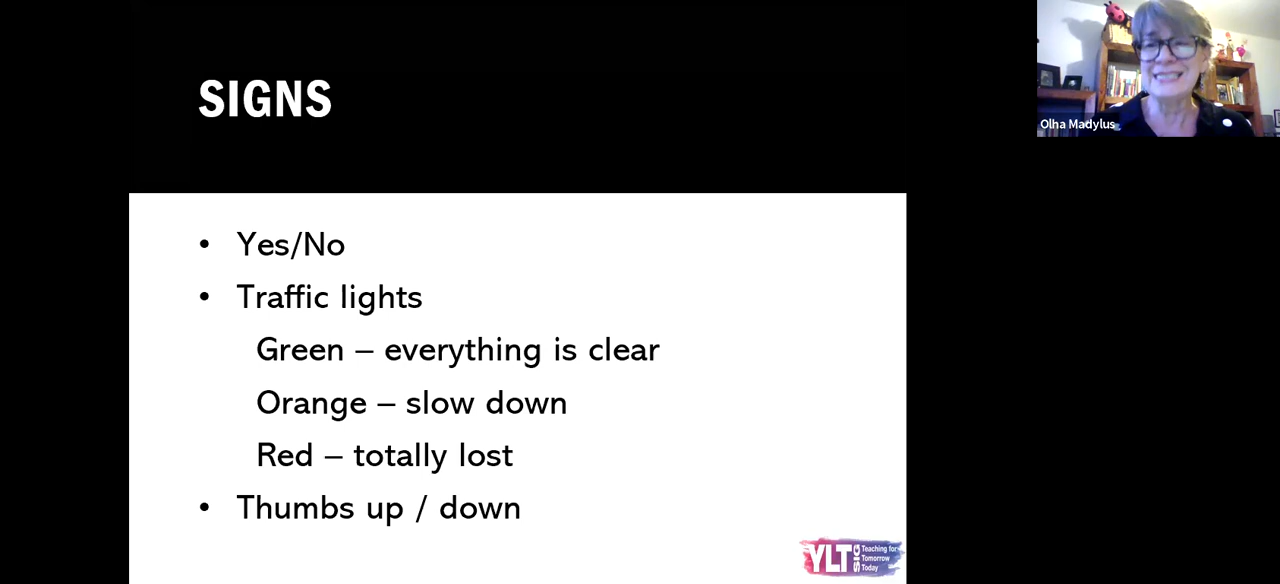 SIGNS
Olha Madylus
• Yes/No
• Traffic lights
Green – everything is clear
Orange – slow down
Red – totally lost
• Thumbs up / down
YLT SIG
Teaching for
Tomorrow
Today